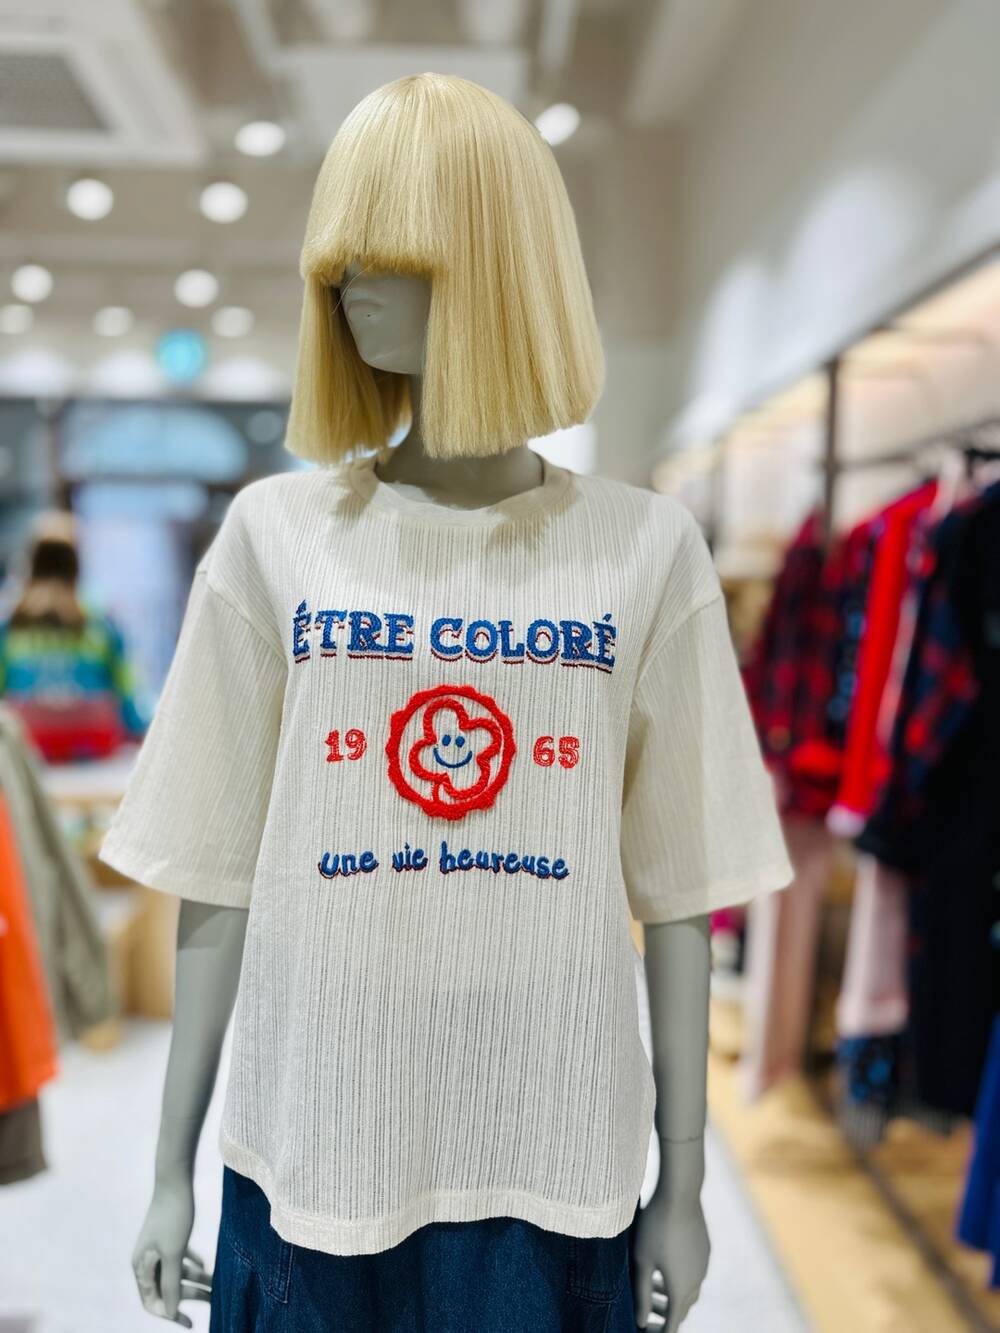 ÊTRE COLORÉ
19 65
une vie heureuse